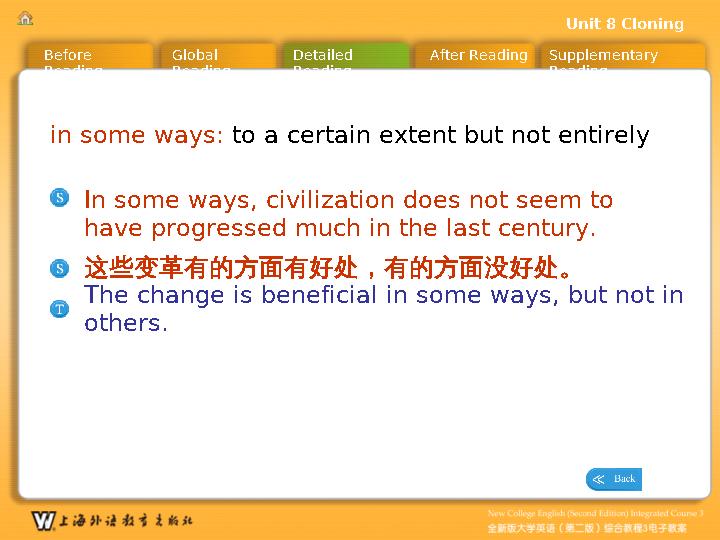 Unit 8 Cloning
Before Reading
Global Reading
Detailed Reading
After Reading
Supplementary Reading
in some ways: to a certain extent but not entirely
S In some ways, civilization does not seem to
have progressed much in the last century.
S 这些变革有的方面有好处，有的方面没好处。
T The change is beneficial in some ways, but not in
others.
≪ Back
W 上海外语教育出版社
New College English (Second Edition) Integrated Course 3
全新版大学英语（第二版）综合教程3电子教案